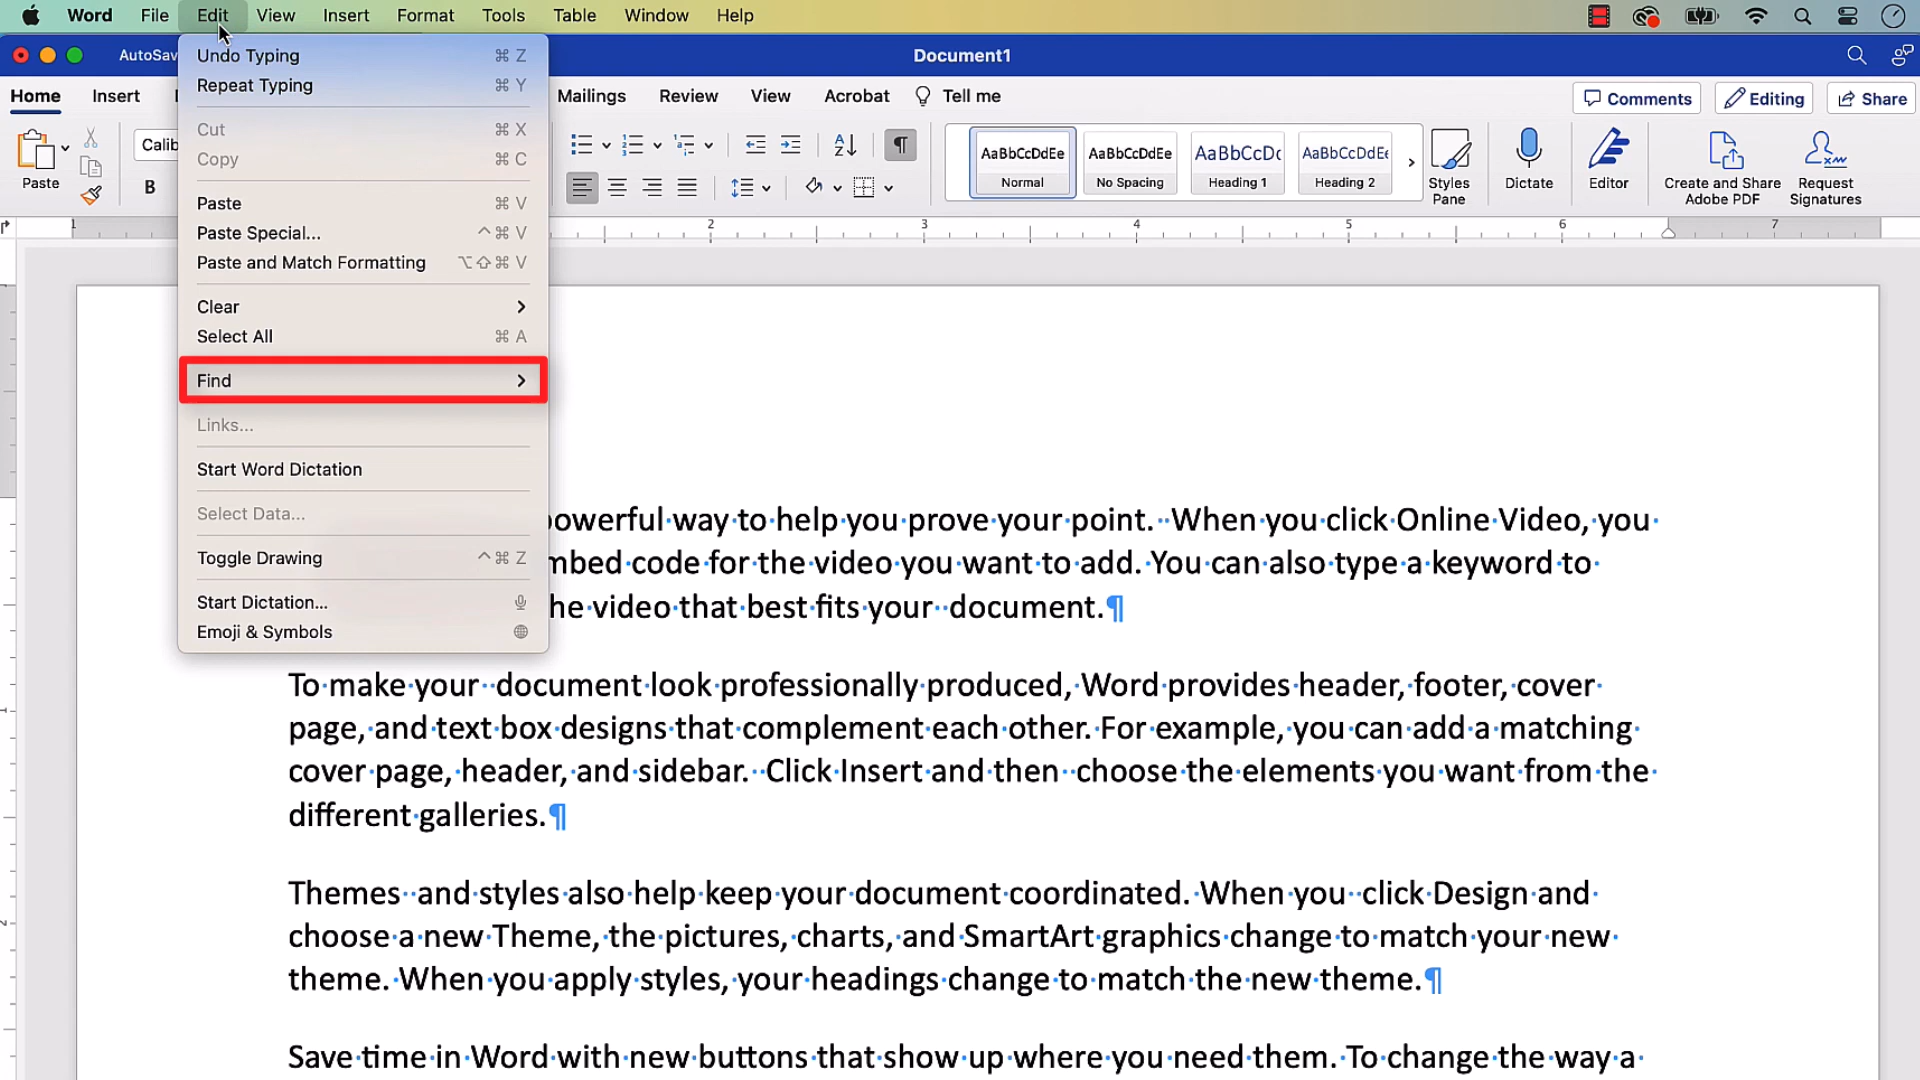 Word File Edit View Insert Format Tools Table Window Help
AutoSav Document1
Home Insert Mailings Review View Acrobat Tell me Comments Editing Share
Paste Calib B AaBbCcDdEe Normal AaBbCcDdEe No Spacing AaBbCcDc Heading 1 AaBbCcDdEe Heading 2 Styles Pane Dictate Editor Create and Share Adobe PDF Request Signatures
1 2 3 4 5 6 7
Undo Typing ⌘ Z
Repeat Typing ⌘ Y
Cut ⌘ X
Copy ⌘ C
Paste ⌘ V
Paste Special... ^⌘ V
Paste and Match Formatting ⌥⇧⌘ V
Clear
Select All ⌘ A
Find
Links...
Start Word Dictation
Select Data...
Toggle Drawing ^⌘ Z
Start Dictation...
Emoji & Symbols
powerful·way·to·help·you·prove·your·point.··When·you·click·Online·Video,·you·
mbed·code·for·the·video·you·want·to·add.·You·can·also·type·a·keyword·to·
he·video·that·best·fits·your··document.¶
To·make·your··document·look·professionally·produced,·Word·provides·header,·footer,·cover·
page,·and·text·box·designs·that·complement·each·other.·For·example,·you·can·add·a·matching·
cover·page,·header,·and·sidebar.··Click·Insert·and·then··choose·the·elements·you·want·from·the·
different·galleries.¶
Themes··and·styles·also·help·keep·your·document·coordinated.·When·you··click·Design·and·
choose·a·new·Theme,·the·pictures,·charts,·and·SmartArt·graphics·change·to·match·your·new·
theme.·When·you·apply·styles,·your·headings·change·to·match·the·new·theme.¶
Save·time·in·Word·with·new·buttons·that·show·up·where·you·need·them.·To·change·the·way·a·